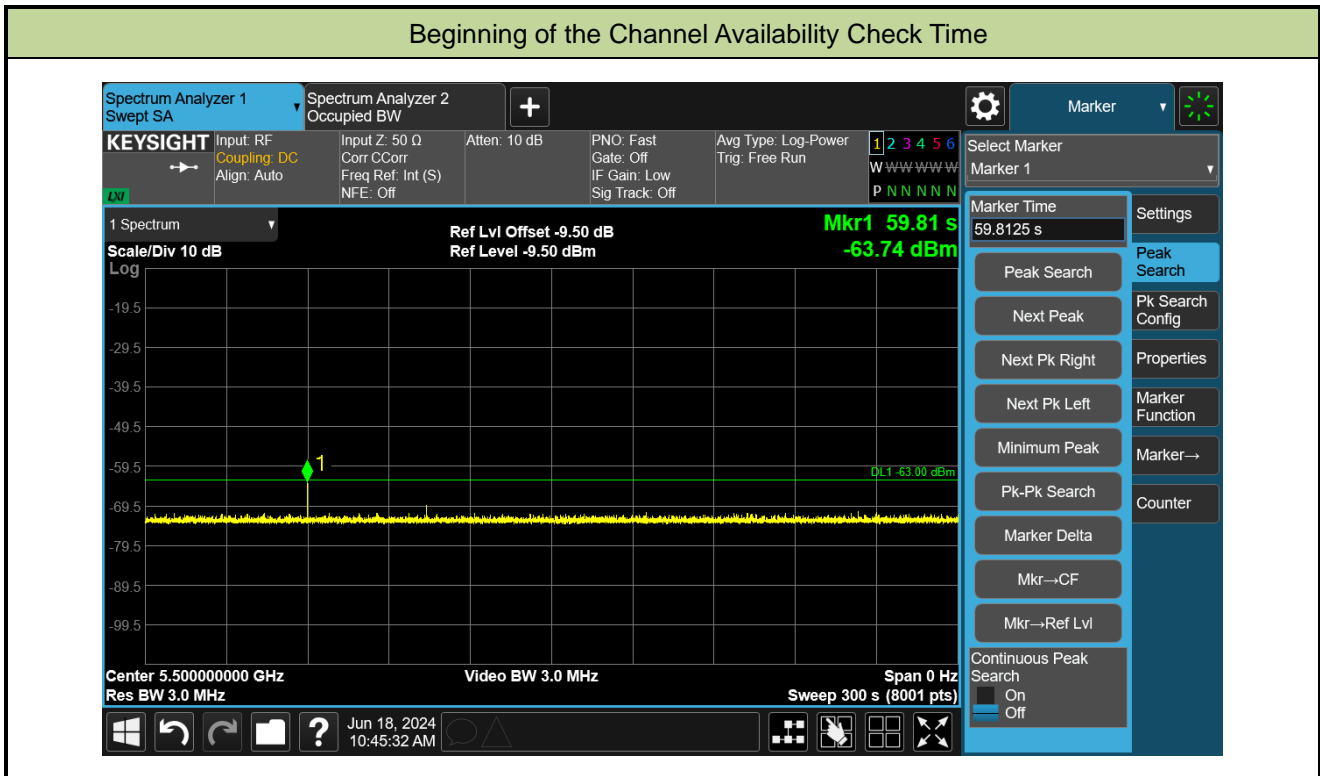 Beginning of the Channel Availability Check Time
Spectrum Analyzer 1
Swept SA
Spectrum Analyzer 2
Occupied BW
Marker
KEYSIGHT
LXI
Input: RF
Coupling: DC
Align: Auto
Input Z: 50 Ω
Corr CCorr
Freq Ref: Int (S)
NFE: Off
Atten: 10 dB
PNO: Fast
Gate: Off
IF Gain: Low
Sig Track: Off
Avg Type: Log-Power
Trig: Free Run
1 2 3 4 5 6
W W W W W W
P N N N N N
Select Marker
Marker 1
1 Spectrum
Scale/Div 10 dB
Log
Ref Lvl Offset -9.50 dB
Ref Level -9.50 dBm
Mkr1 59.81 s
-63.74 dBm
-19.5
-29.5
-39.5
-49.5
-59.5
-69.5
-79.5
-89.5
-99.5
1
DL1 -63.00 dBm
Center 5.500000000 GHz
Res BW 3.0 MHz
Video BW 3.0 MHz
Span 0 Hz
Sweep 300 s (8001 pts)
Marker Time
59.8125 s
Peak Search
Next Peak
Next Pk Right
Next Pk Left
Minimum Peak
Pk-Pk Search
Marker Delta
Mkr→CF
Mkr→Ref Lvl
Continuous Peak
Search
On
Off
Settings
Peak
Search
Pk Search
Config
Properties
Marker
Function
Marker→
Counter
?
Jun 18, 2024
10:45:32 AM